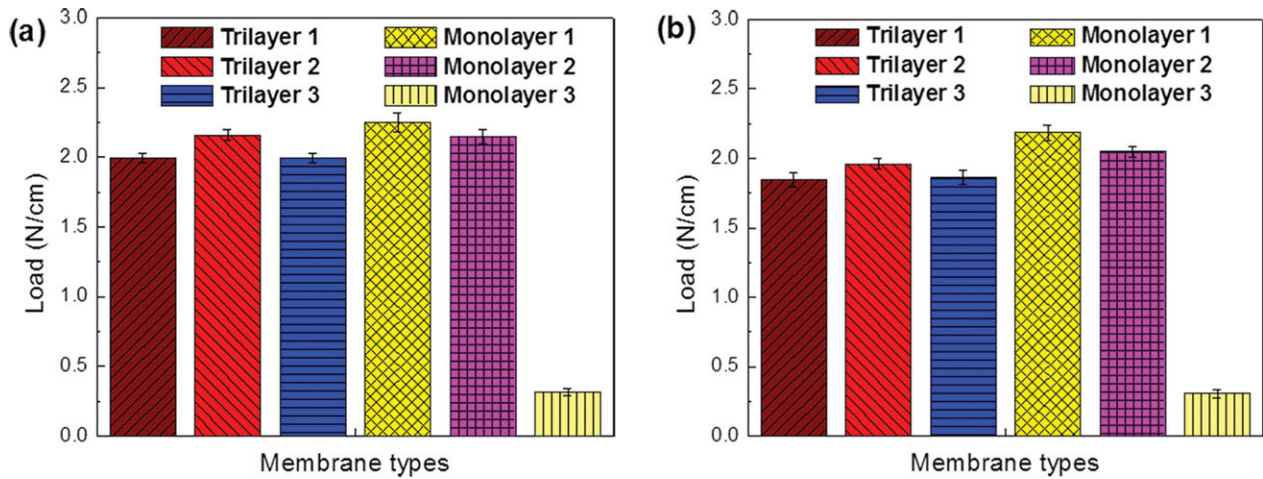 (a)
3.0
2.5
2.0
1.5
1.0
0.5
0.0
Load (N/cm)
Trilayer 1
Trilayer 2
Trilayer 3
Monolayer 1
Monolayer 2
Monolayer 3
Membrane types
(b)
3.0
2.5
2.0
1.5
1.0
0.5
0.0
Load (N/cm)
Trilayer 1
Trilayer 2
Trilayer 3
Monolayer 1
Monolayer 2
Monolayer 3
Membrane types